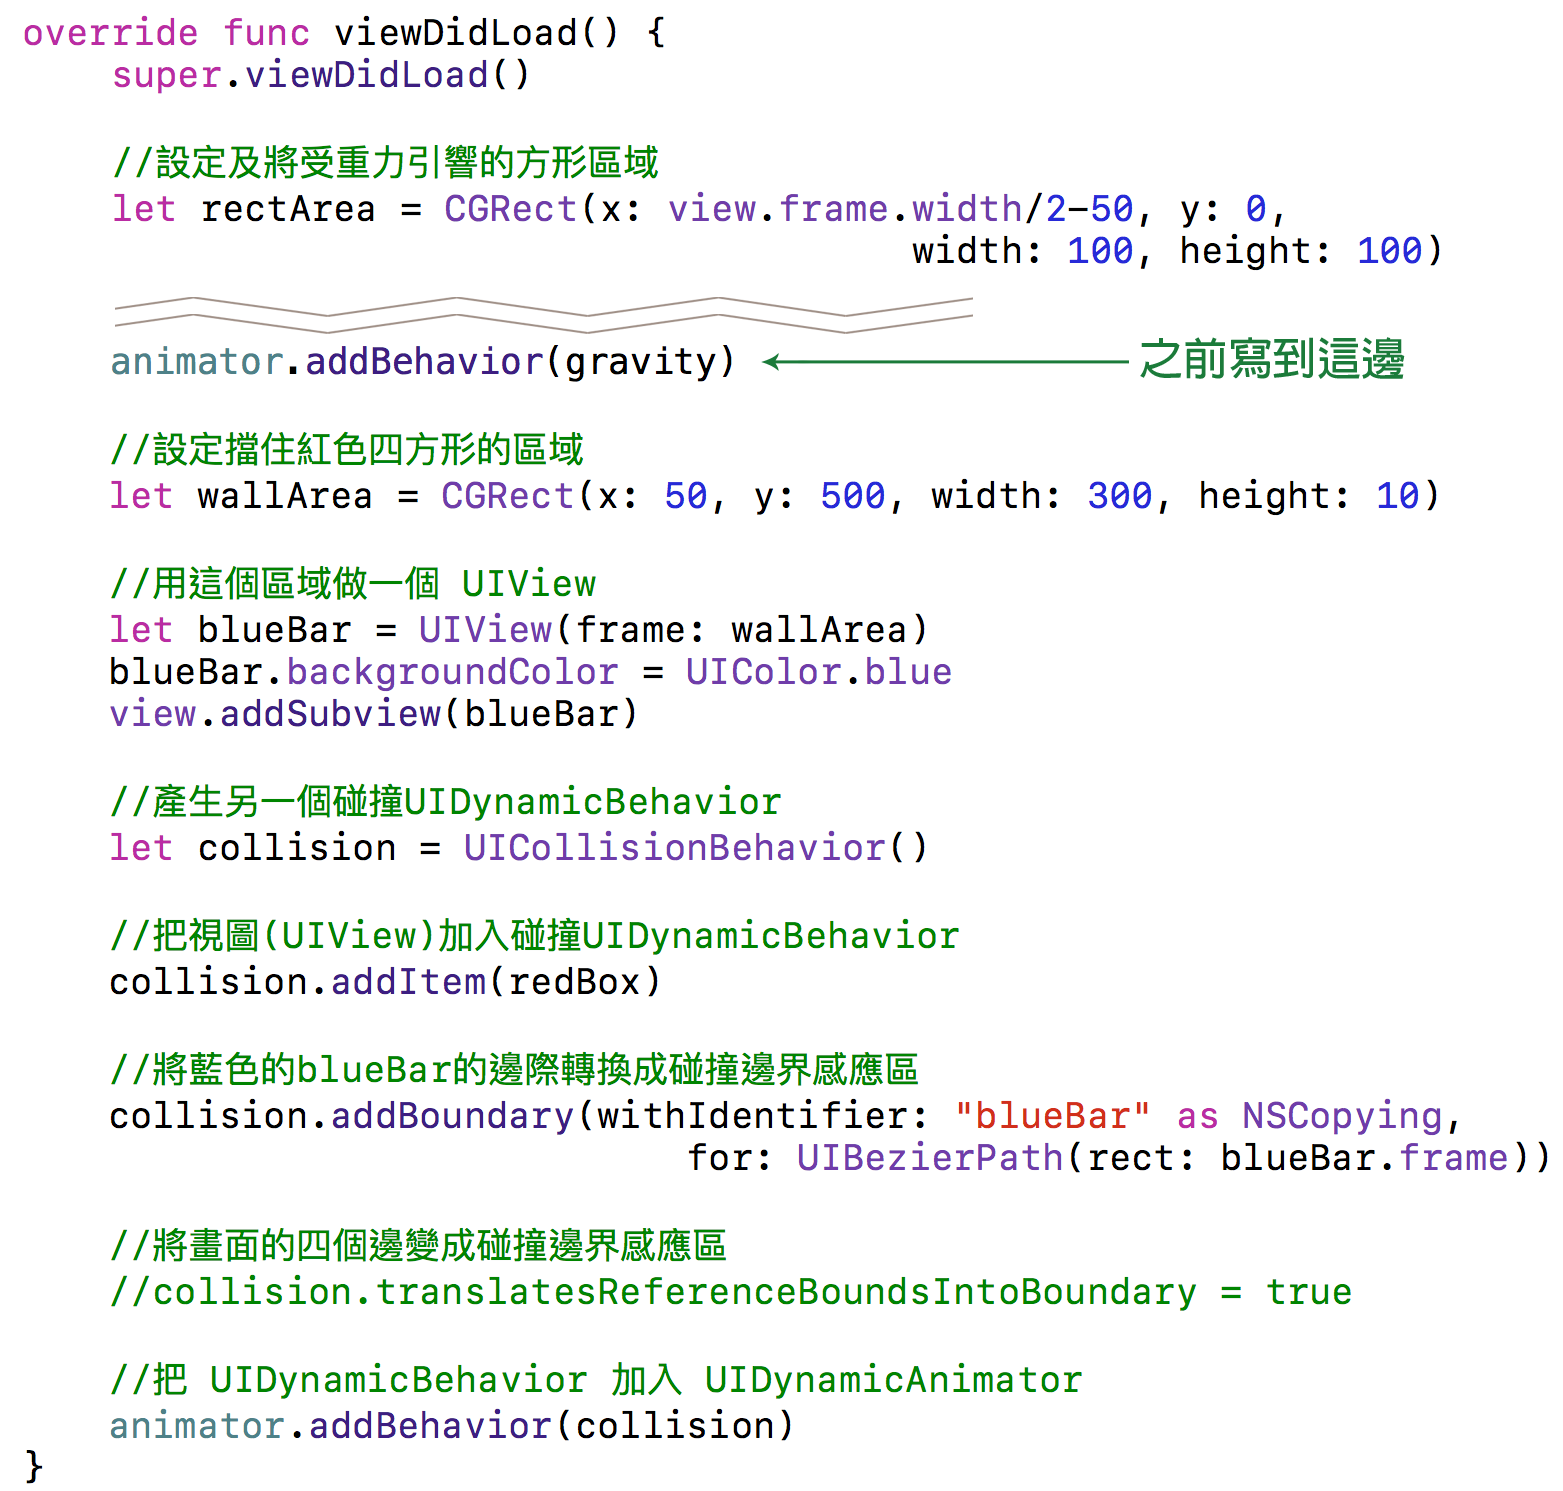 override func viewDidLoad() {
super.viewDidLoad()
//設定及將受重力引響的方形區域
let rectArea = CGRect(x: view.frame.width/2-50, y: 0,
width: 100, height: 100)
animator.addBehavior(gravity)
之前寫到這邊
//設定擋住紅色四方形的區域
let wallArea = CGRect(x: 50, y: 500, width: 300, height: 10)
//用這個區域做一個 UIView
let blueBar = UIView(frame: wallArea)
blueBar.backgroundColor = UIColor.blue
view.addSubview(blueBar)
//產生另一個碰撞UIDynamicBehavior
let collision = UICollisionBehavior()
//把視圖(UIView)加入碰撞UIDynamicBehavior
collision.addItem(redBox)
//將藍色的blueBar的邊際轉換成碰撞邊界感應區
collision.addBoundary(withIdentifier: "blueBar" as NSCopying,
for: UIBezierPath(rect: blueBar.frame))
//將畫面的四個邊變成碰撞邊界感應區
//collision.translatesReferenceBoundsIntoBoundary = true
//把 UIDynamicBehavior 加入 UIDynamicAnimator
animator.addBehavior(collision)
}